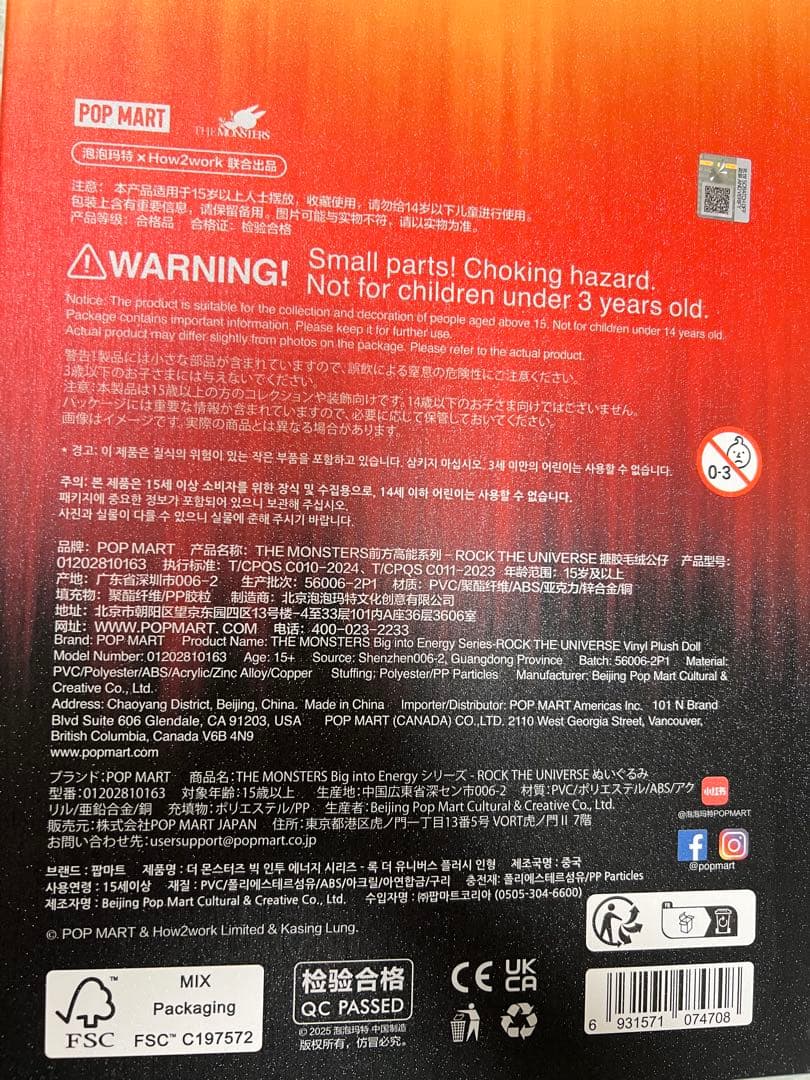 POP MART
THE MONSTERS
泡泡玛特×How2work 联合出品
注意： 本产品适用于15岁以上人士摆放，收藏使用，请勿给14岁以下儿童进行使用。
包装上含有重要信息，请保留备用。图片可能与实物不符，请以实物为准。
产品等级：合格品 合格证：检验合格
WARNING! Small parts! Choking hazard.
Not for children under 3 years old.
Notice: The product is suitable for the collection and decoration of people aged above 15. Not for children under 14 years old.
Package contains important information. Please keep it for further use.
Actual product may differ slightly from photos on the package. Please refer to the actual product.
警告！製品には小さな部品が含まれていますので、誤飲による窒息の危険性にご注意ください。
3歳以下のお子さまには与えないでください。
注意：本製品は15歳以上の方のコレクションや装飾向けです。14歳以下のお子さま向けではございません。
パッケージには重要な情報が含まれていますので、必要に応じて保管しておいてください。
画像はイメージです。実際の商品とは異なる場合があります。
* 경고: 이 제품은 질식의 위험이 있는 작은 부품을 포함하고 있습니다. 삼키지 마십시오. 3세 미만의 어린이는 사용할 수 없습니다.
0-3
주의: 본 제품은 15세 이상 소비자를 위한 장식 및 수집용으로, 14세 이하 어린이는 사용할 수 없습니다.
패키지에 중요한 정보가 포함되어 있으니 보관해 주십시오.
사진과 실물이 다를 수 있으니 실물에 준해 주시기 바랍니다.
品牌：POP MART 产品名称：THE MONSTERS前方高能系列－ROCK THE UNIVERSE 搪胶毛绒公仔 产品型号：
01202810163 执行标准：T/CPQS C010-2024、T/CPQS C011-2023 年龄范围：15岁及以上
产地：广东省深圳市006-2 生产批次：56006-2P1 材质：PVC/聚酯纤维/ABS/亚克力/锌合金/铜
填充物：聚酯纤维/PP胶粒 制造商：北京泡泡玛特文化创意有限公司
地址：北京市朝阳区望京东园四区13号楼-4至33层101内A座36层3606室
网址：WWW.POPMART.COM 电话：400-023-2233
Brand: POP MART Product Name: THE MONSTERS Big into Energy Series-ROCK THE UNIVERSE Vinyl Plush Doll
Model Number: 01202810163 Age: 15+ Source: Shenzhen006-2, Guangdong Province Batch: 56006-2P1 Material:
PVC/Polyester/ABS/Acrylic/Zinc Alloy/Copper Stuffing: Polyester/PP Particles Manufacturer: Beijing Pop Mart Cultural &
Creative Co., Ltd.
Address: Chaoyang District, Beijing, China. Made in China Importer/Distributor: POP MART Americas Inc. 101 N Brand
Blvd Suite 606 Glendale, CA 91203, USA POP MART (CANADA) CO.,LTD. 2110 West Georgia Street, Vancouver,
British Columbia, Canada V6B 4N9
www.popmart.com
ブランド：POP MART 商品名：THE MONSTERS Big into Energy シリーズ - ROCK THE UNIVERSE ぬいぐるみ
型番：01202810163 対象年齢：15歳以上 生産地：中国広東省深セン市006-2 材質：PVC/ポリエステル/ABS/アク
リル/亜鉛合金/銅 充填物：ポリエステル/PP 生産者：Beijing Pop Mart Cultural & Creative Co., Ltd.
販売元：株式会社POP MART JAPAN 住所：東京都港区虎ノ門一丁目13番5号 VORT虎ノ門Ⅱ 7階
お問い合わせ先：usersupport@popmart.co.jp
小红书
@泡泡玛特POPMART
@popmart
브랜드 : 팝마트 제품명 : 더 몬스터즈 빅 인투 에너지 시리즈 - 록 더 유니버스 플러시 인형 제조국명 : 중국
사용연령 : 15세이상 재질 : PVC/폴리에스테르섬유/ABS/아크릴/아연합금/구리 충전재: 폴리에스테르섬유/PP Particles
제조자명 : Beijing Pop Mart Cultural & Creative Co., Ltd. 수입자명 : ㈜팝마트코리아 (0505-304-6600)
©. POP MART & How2work Limited & Kasing Lung.
FR
FSC
MIX
Packaging
FSC™ C197572
检验合格
QC PASSED
© 2025 泡泡玛特 中国制造
版权所有，仿冒必究。
CE UK
CA
6 931571 074708